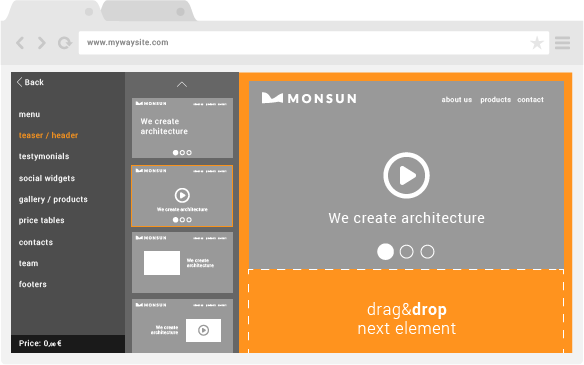 www.mywaysite.com
Back
menu
teaser / header
testymonials
social widgets
gallery / products
price tables
contacts
team
footers
Price: 0,00 €
MONSUN
We create
architecture
MONSUN
We create architecture
MONSUN
We create
architecture
MONSUN
We create
architecture
MONSUN
about us products contact
We create architecture
drag&drop
next element